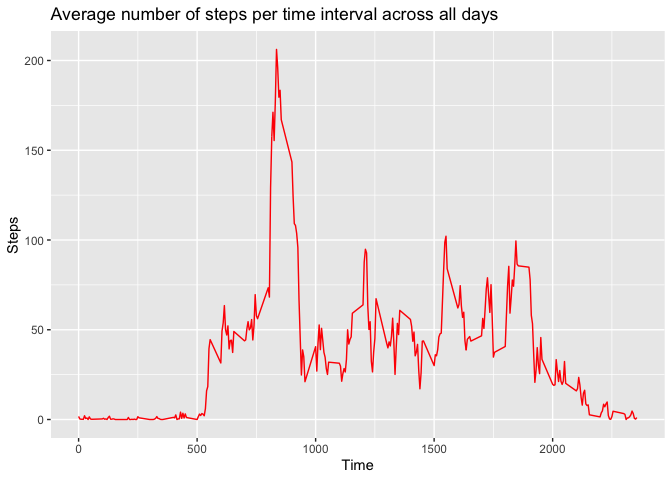 Average number of steps per time interval across all days
200
150
100
50
0
Steps
0 500 1000 1500 2000
Time